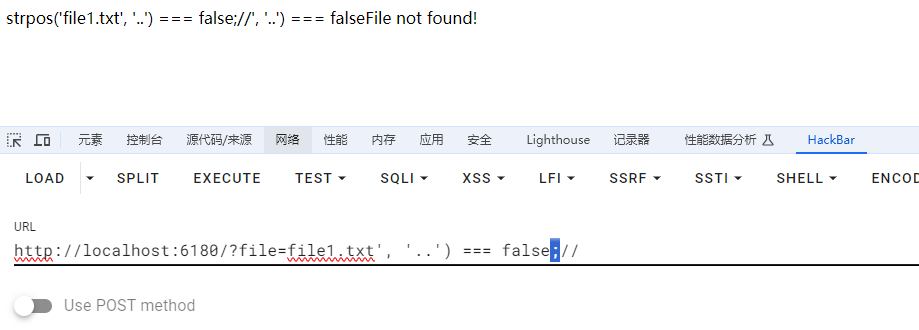 strpos('file1.txt', '..') === false;//', '..') === falseFile not found!
元素 控制台 源代码/来源 网络 性能 内存 应用 安全 Lighthouse 记录器 性能数据分析 HackBar
LOAD SPLIT EXECUTE TEST SQLI XSS LFI SSRF SSTI SHELL ENCOD
URL
http://localhost:6180/?file=file1.txt', '..') === false;//
Use POST method